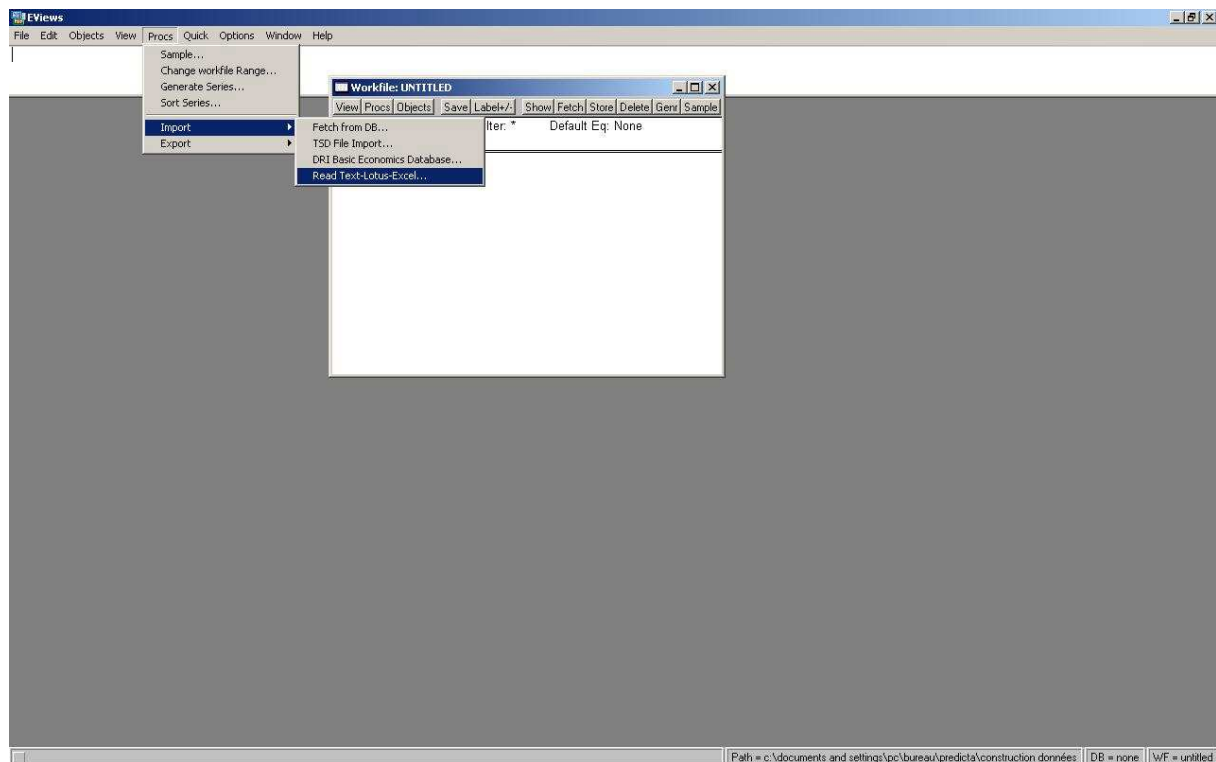 EViews
File Edit Objects View Procs Quick Options Window Help
Sample...
Change workfile Range...
Generate Series...
Sort Series...
Import
Export
Fetch from DB...
TSD File Import...
DRI Basic Economics Database...
Read Text-Lotus-Excel...
Workfile: UNTITLED
View Procs Objects Save Label+/- Show Fetch Store Delete Genr Sample
lter: * Default Eq: None
Path = c:\documents and settings\pc\bureau\predicta\construction données DB = none WF = untitled